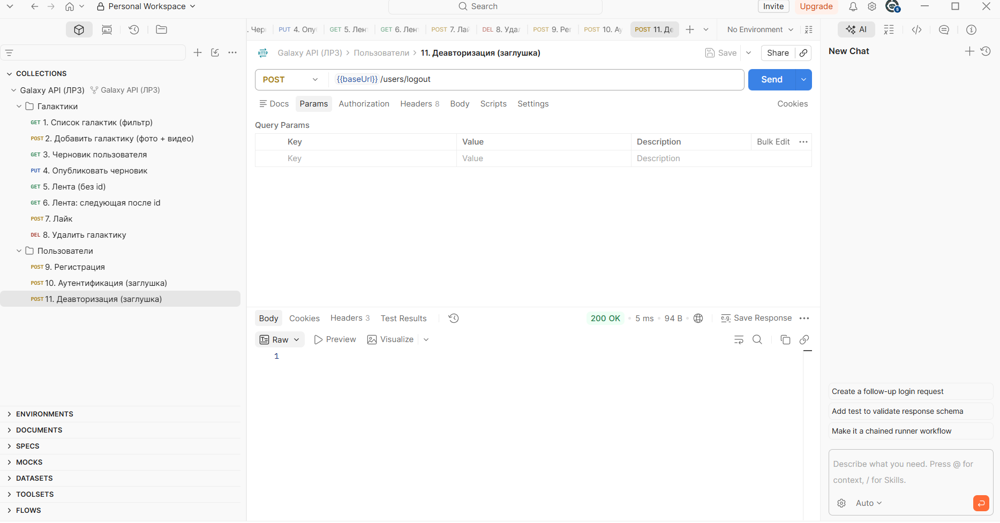 Personal Workspace
Search
Invite
Upgrade
. Чер
PUT 4. Опу
GET 5. Лен
GET 6. Лен
POST 7. Ла
DEL 8. Уда
POST 9. Рег
POST 10. Ау
POST 11. Де
No Environment
AI
Galaxy API (ЛР3) > Пользователи > 11. Деавторизация (заглушка)
Save
Share
New Chat
COLLECTIONS
Galaxy API (ЛР3) Galaxy API (ЛР3)
Галактики
GET 1. Список галактик (фильтр)
POST 2. Добавить галактику (фото + видео)
GET 3. Черновик пользователя
PUT 4. Опубликовать черновик
GET 5. Лента (без id)
GET 6. Лента: следующая после id
POST 7. Лайк
DEL 8. Удалить галактику
Пользователи
POST 9. Регистрация
POST 10. Аутентификация (заглушка)
POST 11. Деавторизация (заглушка)
ENVIRONMENTS
DOCUMENTS
SPECS
MOCKS
DATASETS
TOOLSETS
FLOWS
POST
{{baseUrl}} /users/logout
Send
Docs
Params
Authorization
Headers 8
Body
Scripts
Settings
Cookies
Query Params
Key
Value
Description
Bulk Edit
Key
Value
Description
Body
Cookies
Headers 3
Test Results
200 OK
5 ms
94 B
e.g. Save Response
Raw
Preview
Visualize
1
Create a follow-up login request
Add test to validate response schema
Make it a chained runner workflow
Describe what you need. Press @ for
context, / for Skills.
Auto